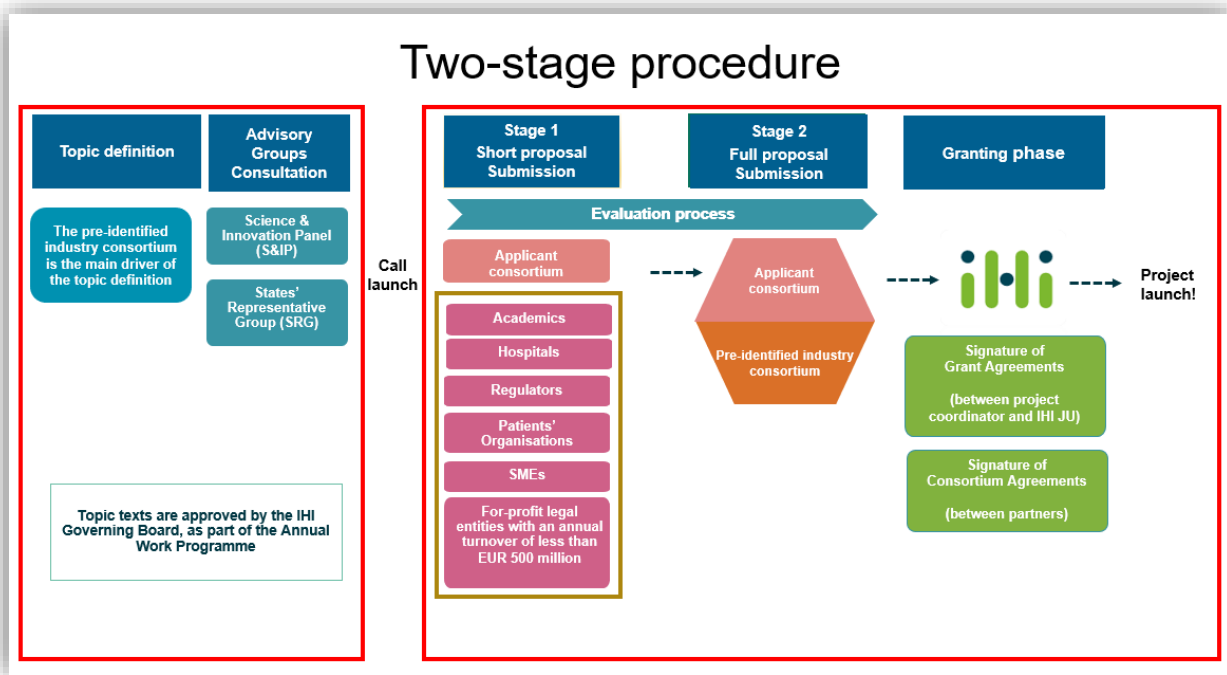 Two-stage procedure
Topic definition
Advisory
Groups
Consultation
The pre-identified
industry consortium
is the main driver of
the topic definition
Science &
Innovation Panel
(S&IP)
States’
Representative
Group (SRG)
Topic texts are approved by the IHI
Governing Board, as part of the Annual
Work Programme
Call
launch
Stage 1
Short proposal
Submission
Stage 2
Full proposal
Submission
Granting phase
Evaluation process
Applicant
consortium
Academics
Hospitals
Regulators
Patients’
Organisations
SMEs
For-profit legal
entities with an annual
turnover of less than
EUR 500 million
Applicant
consortium
Pre-identified industry
consortium
Project
launch!
Signature of
Grant Agreements
(between project
coordinator and IHI JU)
Signature of
Consortium Agreements
(between partners)